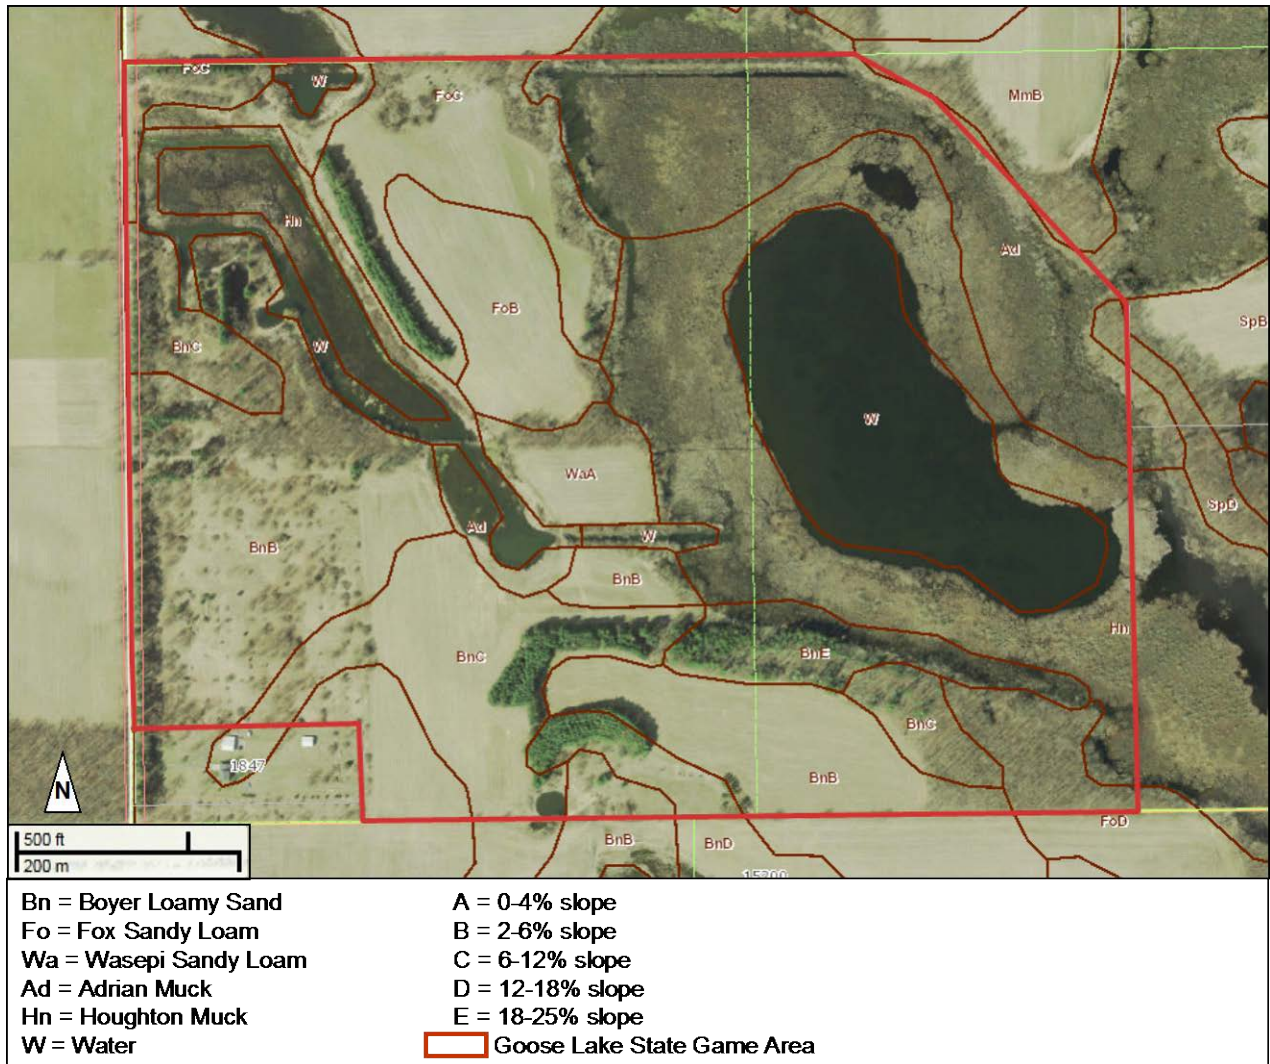 FoC
W
FoC
MmB
Hn
Ad
FoB
SpB
BnC
W
W
WaA
SpD
Ad
W
BnB
BnB
Hn
BnC
BnE
BnC
1847
BnB
N
FoD
BnB
BnD
500 ft
200 m
Bn = Boyer Loamy Sand
Fo = Fox Sandy Loam
Wa = Wasepi Sandy Loam
Ad = Adrian Muck
Hn = Houghton Muck
W = Water
A = 0-4% slope
B = 2-6% slope
C = 6-12% slope
D = 12-18% slope
E = 18-25% slope
Goose Lake State Game Area